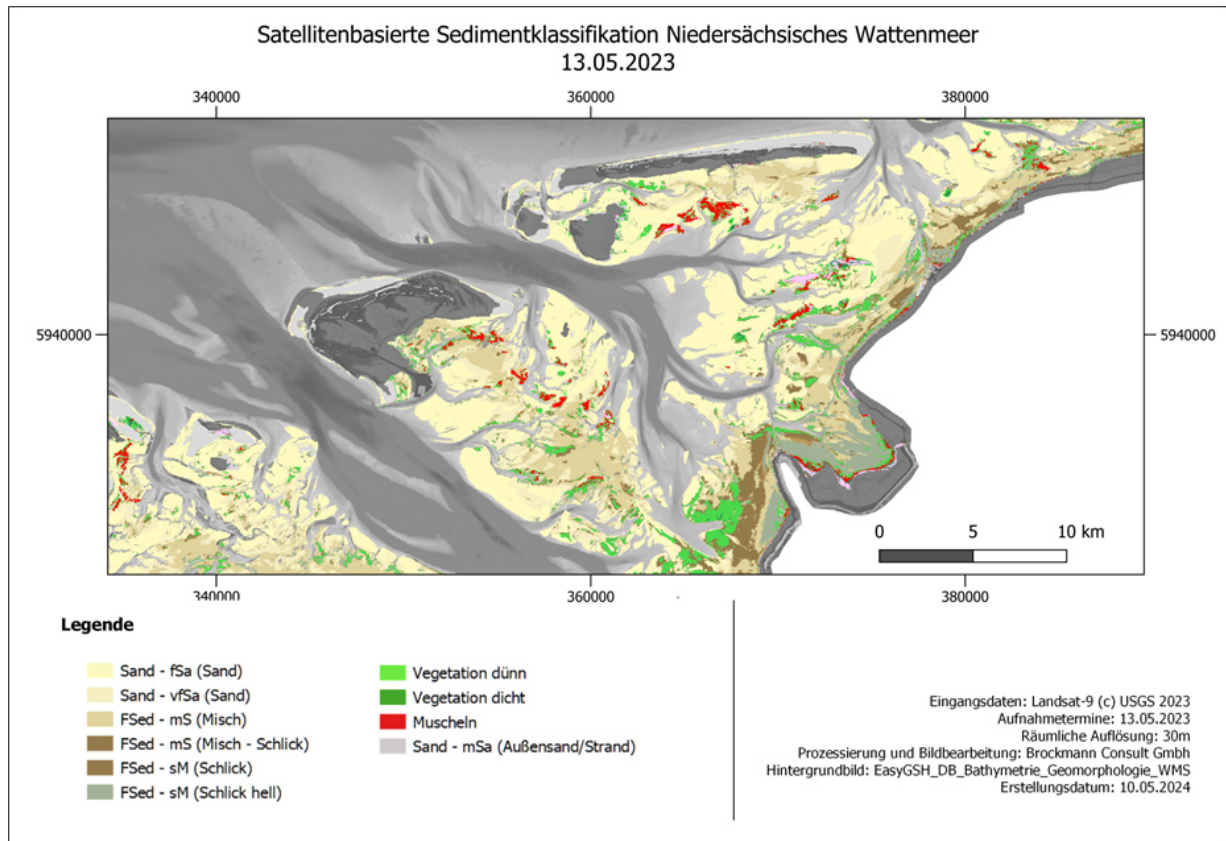 Satellitenbasierte Sedimentklassifikation Niedersächsisches Wattenmeer
13.05.2023
340000 360000 380000
5940000 5940000
0 5 10 km
340000 360000 380000
Legende
Sand - fSa (Sand)
Sand - vfSa (Sand)
FSed - mS (Misch)
FSed - mS (Misch - Schlick)
FSed - sM (Schlick)
FSed - sM (Schlick hell)
Vegetation dünn
Vegetation dicht
Muscheln
Sand - mSa (Außensand/Strand)
Eingangsdaten: Landsat-9 (c) USGS 2023
Aufnahmetermine: 13.05.2023
Räumliche Auflösung: 30m
Prozessierung und Bildbearbeitung: Brockmann Consult Gmbh
Hintergrundbild: EasyGSH_DB_Bathymetrie_Geomorphologie_WMS
Erstellungsdatum: 10.05.2024